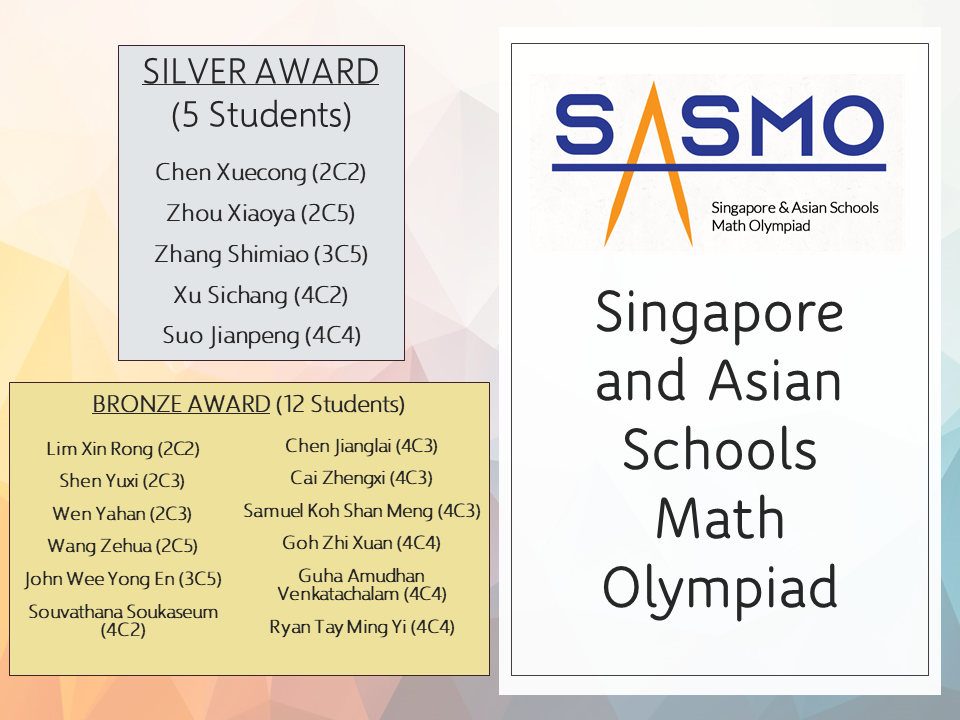 SILVER AWARD
(5 Students)
Chen Xuecong (2C2)
Zhou Xiaoya (2C5)
Zhang Shimiao (3C5)
Xu Sichang (4C2)
Suo Jianpeng (4C4)
BRONZE AWARD (12 Students)
Lim Xin Rong (2C2)
Shen Yuxi (2C3)
Wen Yahan (2C3)
Wang Zehua (2C5)
John Wee Yong En (3C5)
Souvathana Soukaseum
(4C2)
Chen Jianglai (4C3)
Cai Zhengxi (4C3)
Samuel Koh Shan Meng (4C3)
Goh Zhi Xuan (4C4)
Guha Amudhan
Venkatachalam (4C4)
Ryan Tay Ming Yi (4C4)
SASMO
Singapore & Asian Schools
Math Olympiad
Singapore
and Asian
Schools
Math
Olympiad